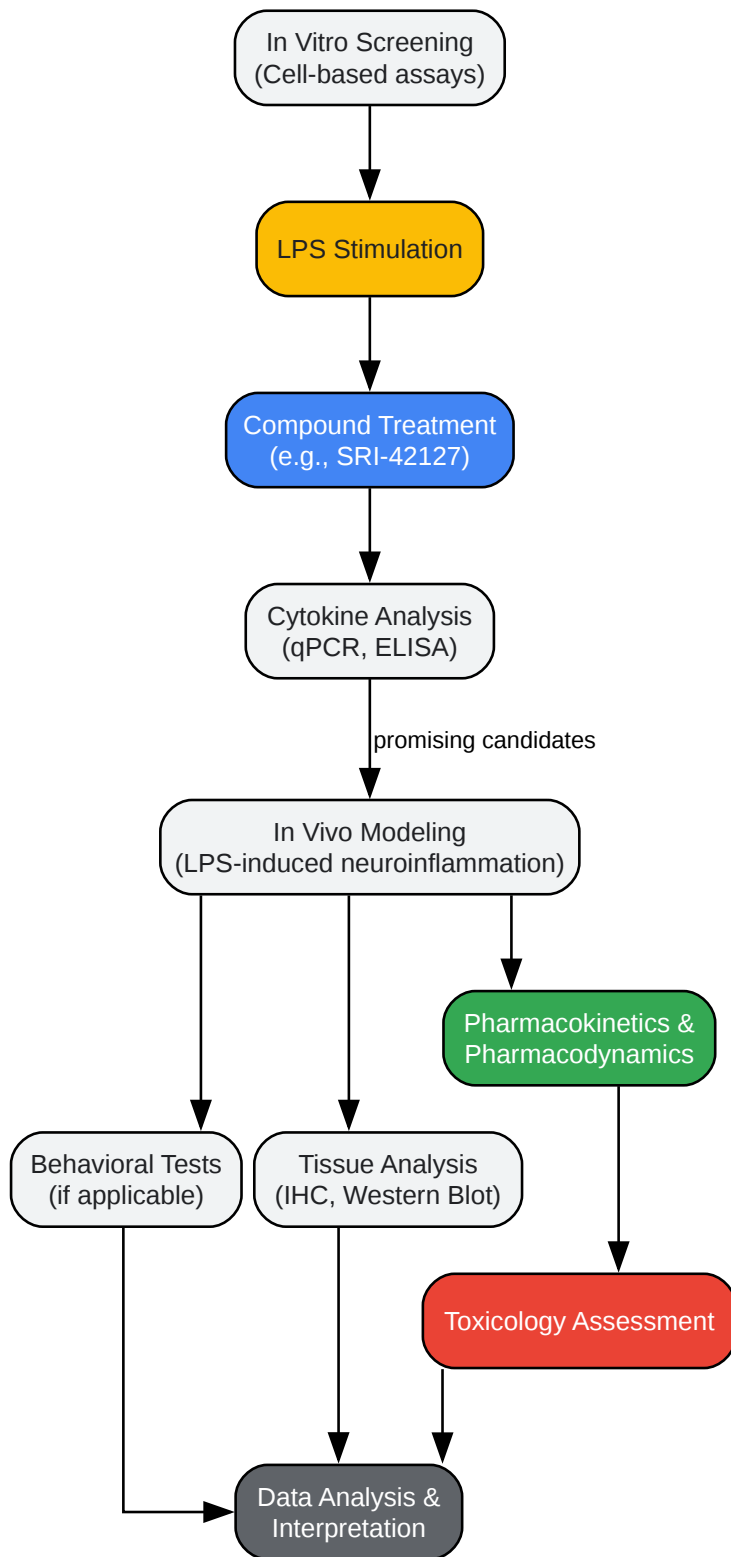 In Vitro Screening
(Cell-based assays)
LPS Stimulation
Compound Treatment
(e.g., SRI-42127)
Cytokine Analysis
(qPCR, ELISA)
promising candidates
In Vivo Modeling
(LPS-induced neuroinflammation)
Pharmacokinetics &
Pharmacodynamics
Behavioral Tests
(if applicable)
Tissue Analysis
(IHC, Western Blot)
Toxicology Assessment
Data Analysis &
Interpretation